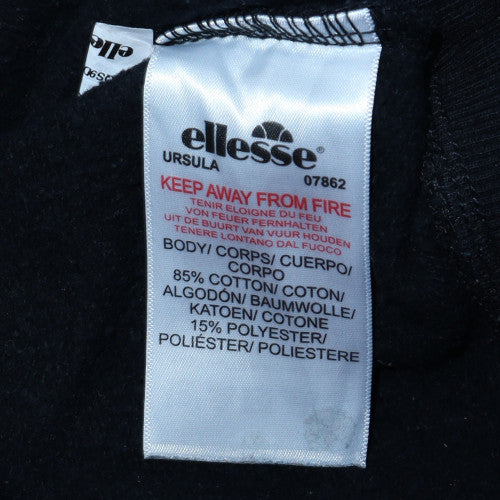 elle
ellesse
URSULA 07862
KEEP AWAY FROM FIRE
TENIR ELOIGNE DU FEU
VON FEUER FERNHALTEN
UIT DE BUURT VAN VUUR HOUDEN
TENERE LONTANO DAL FUOCO
BODY/ CORPS/ CUERPO/
CORPO
85% COTTON/ COTON/
ALGODÓN/ BAUMWOLLE/
KATOEN/ COTONE
15% POLYESTER/
POLIÉSTER/ POLIESTERE